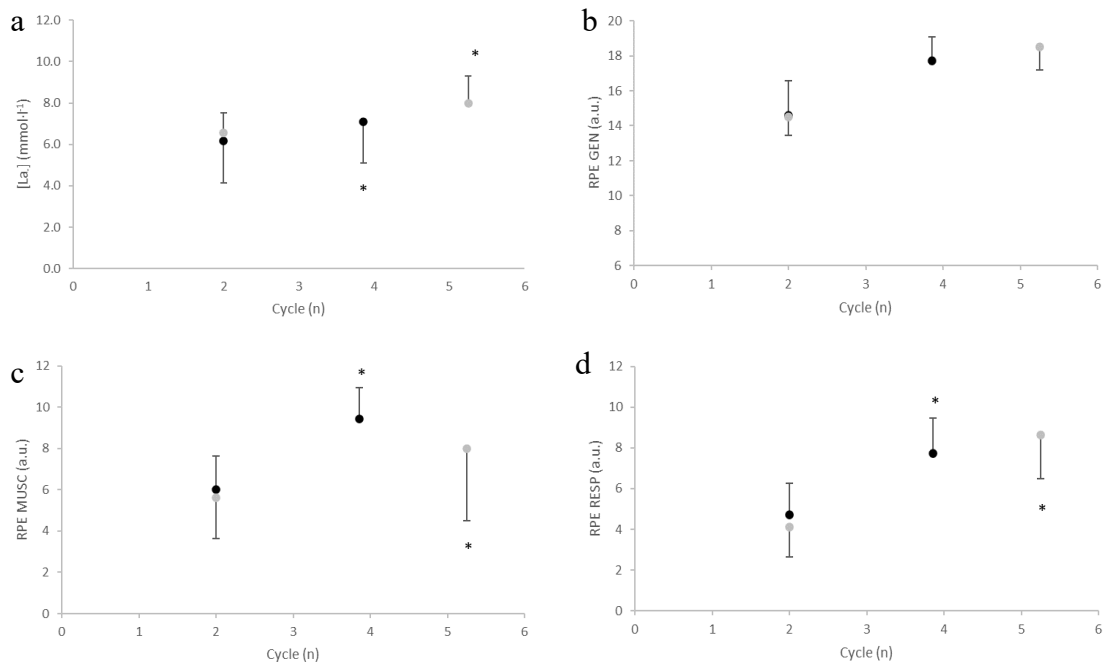 a
12.0
10.0
8.0
6.0
4.0
2.0
0.0
[La.] (mmol·l-1)
*
*
0 1 2 3 4 5 6
Cycle (n)
b
20
18
16
14
12
10
8
6
RPE GEN (a.u.)
0 1 2 3 4 5 6
Cycle (n)
c
12
10
8
6
4
2
0
RPE MUSC (a.u.)
*
*
0 1 2 3 4 5 6
Cycle (n)
d
12
10
8
6
4
2
0
RPE RESP (a.u.)
*
*
0 1 2 3 4 5 6
Cycle (n)